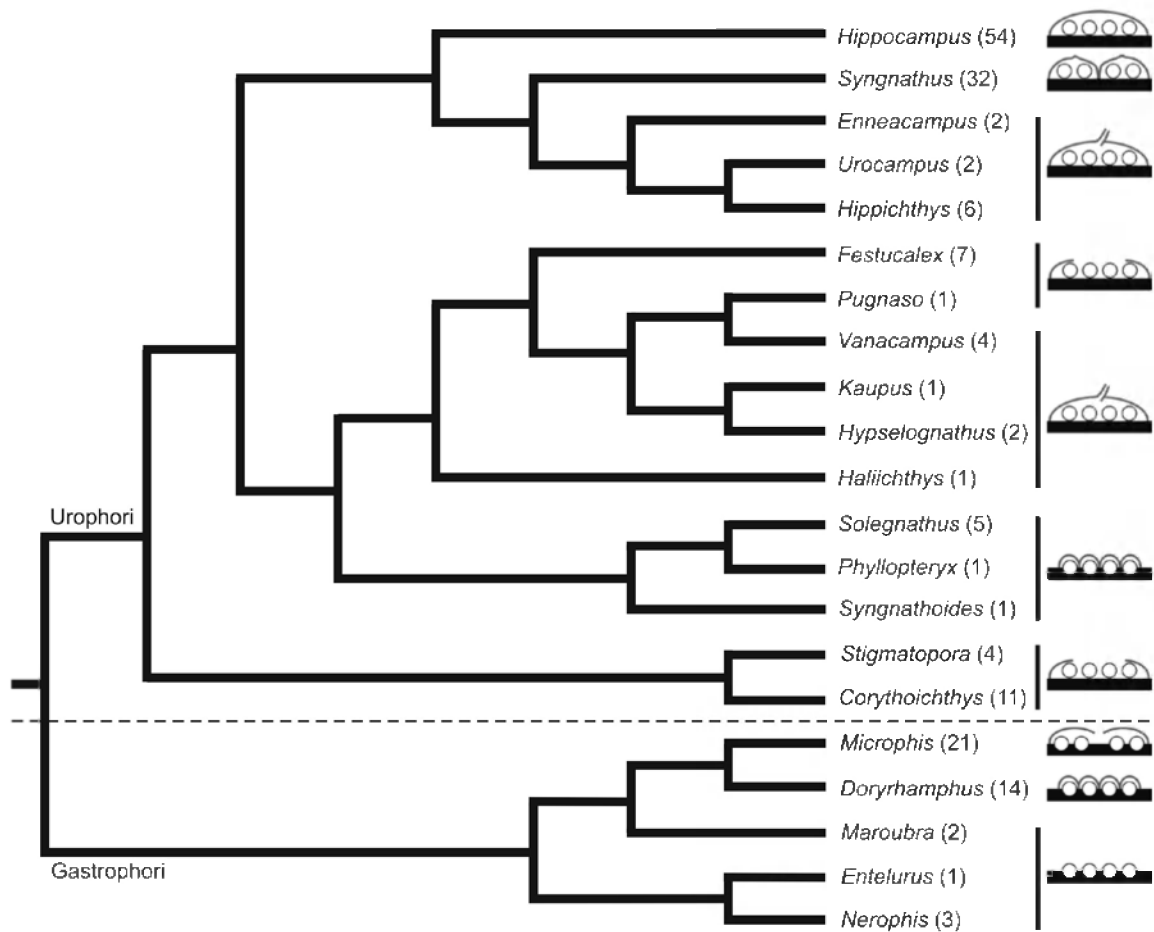 Hippocampus (54)
Syngnathus (32)
Enneacampus (2)
Urocampus (2)
Hippichthys (6)
Festucalex (7)
Pugnaso (1)
Vanacampus (4)
Kaupus (1)
Hypselognathus (2)
Haliichthys (1)
Urophori
Solegnathus (5)
Phyllopteryx (1)
Syngnathoides (1)
Stigmatopora (4)
Corythoichthys (11)
Microphis (21)
Doryrhamphus (14)
Maroubra (2)
Gastrophori
Entelurus (1)
Nerophis (3)